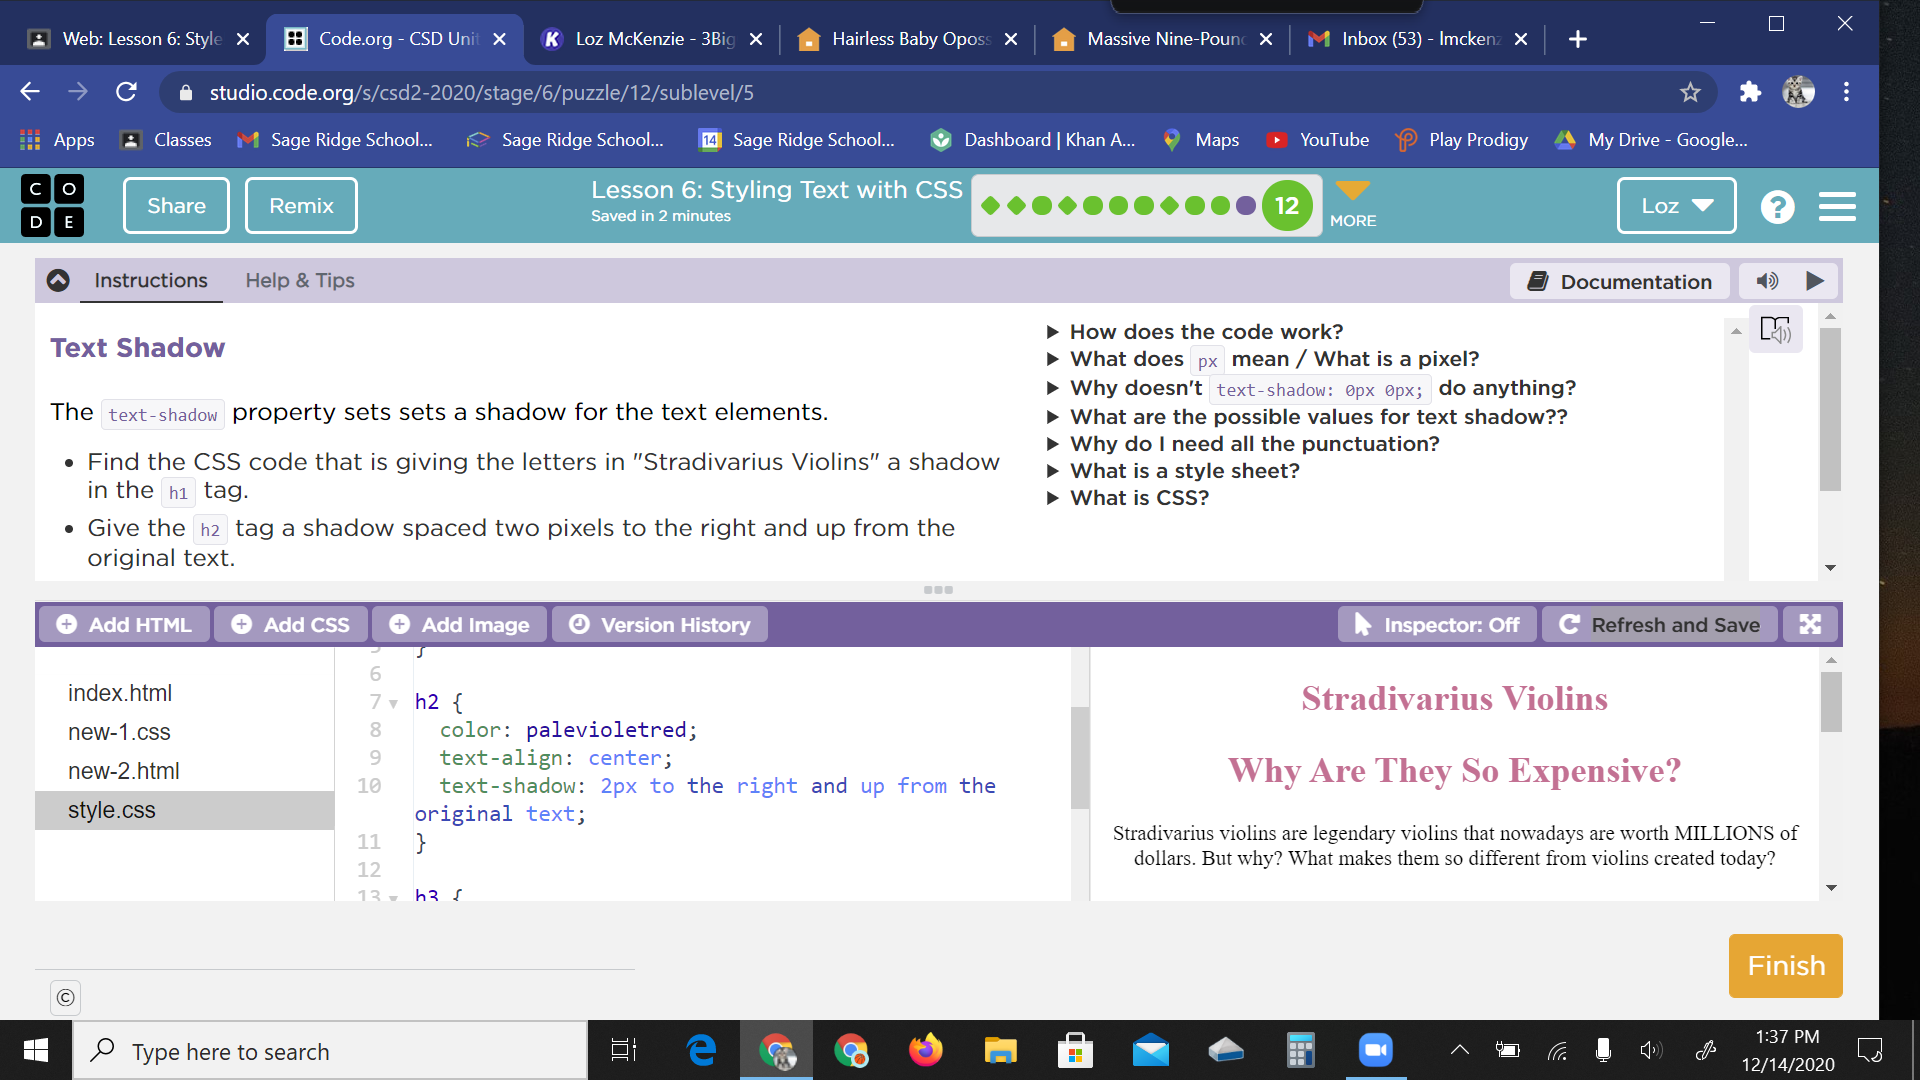 Web: Lesson 6: Style
Code.org - CSD Unit
Loz McKenzie - 3Big
Hairless Baby Oposs
Massive Nine-Pound
Inbox (53) - lmckenz
studio.code.org/s/csd2-2020/stage/6/puzzle/12/sublevel/5
Apps
Classes
Sage Ridge School...
Sage Ridge School...
14
Sage Ridge School...
Dashboard | Khan A...
Maps
YouTube
Play Prodigy
My Drive - Google...
C O
D E
Share
Remix
Lesson 6: Styling Text with CSS
Saved in 2 minutes
12
MORE
Loz
?
Instructions
Help & Tips
Documentation
Text Shadow
The text-shadow property sets sets a shadow for the text elements.
• Find the CSS code that is giving the letters in "Stradivarius Violins" a shadow
in the h1 tag.
• Give the h2 tag a shadow spaced two pixels to the right and up from the
original text.
How does the code work?
What does px mean / What is a pixel?
Why doesn't text-shadow: 0px 0px; do anything?
What are the possible values for text shadow??
Why do I need all the punctuation?
What is a style sheet?
What is CSS?
Add HTML
Add CSS
Add Image
Version History
Inspector: Off
Refresh and Save
index.html
new-1.css
new-2.html
style.css
5 }
6
7 h2 {
8 color: palevioletred;
9 text-align: center;
10 text-shadow: 2px to the right and up from the
original text;
11 }
12
13 h3 {
Stradivarius Violins
Why Are They So Expensive?
Stradivarius violins are legendary violins that nowadays are worth MILLIONS of
dollars. But why? What makes them so different from violins created today?
Finish
©
Type here to search
1:37 PM
12/14/2020